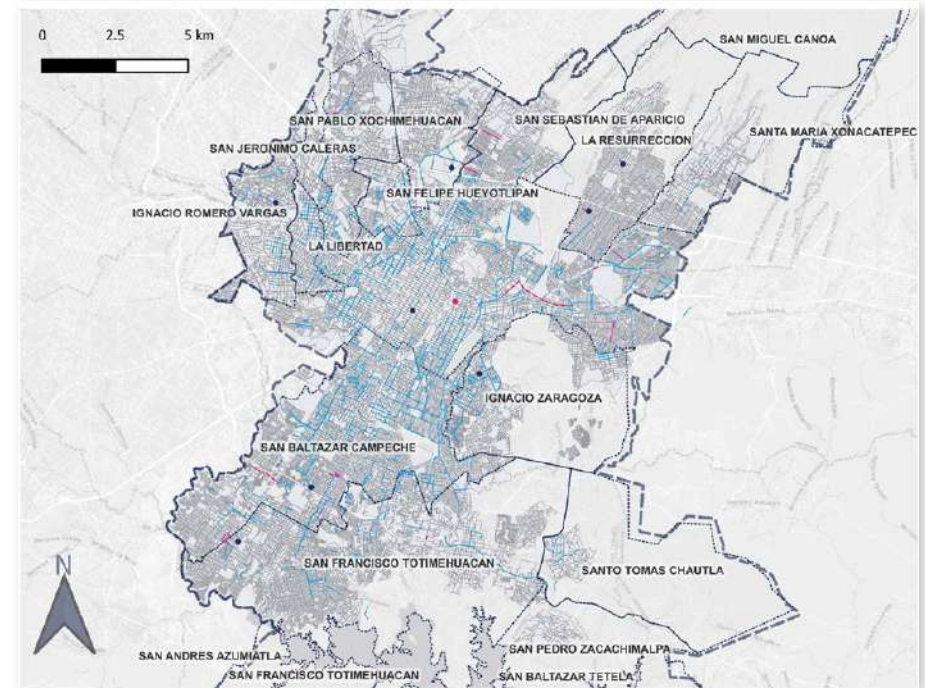 0 2.5 5 km
SAN MIGUEL CANOA
SAN PABLO XOCHIMEHUACAN
SAN SEBASTIAN DE APARICIO
LA RESURRECCION
SANTA MARIA XONACATEPEC
SAN JERONIMO CALERAS
SAN FELIPE HUEYOTLIPAN
IGNACIO ROMERO VARGAS
LA LIBERTAD
IGNACIO ZARAGOZA
SAN BALTAZAR CAMPECHE
SAN FRANCISCO TOTIMEHUACAN
SANTO TOMAS CHAUTLA
N
SAN ANDRES AZUMIATLA
SAN PEDRO ZACACHIMALPA
SAN FRANCISCO TOTIMEHUACAN
SAN BALTAZAR TETELA